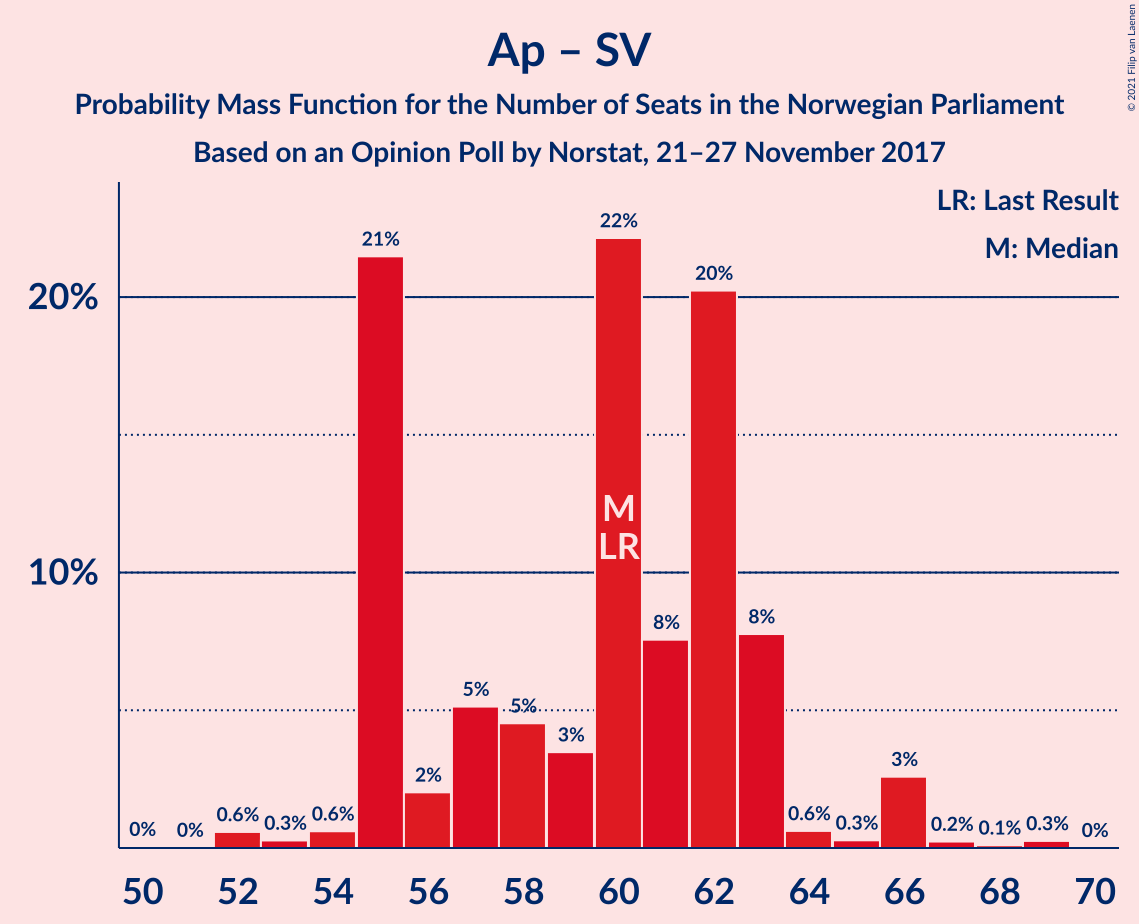 Ap – SV
Probability Mass Function for the Number of Seats in the Norwegian Parliament
Based on an Opinion Poll by Norstat, 21–27 November 2017
© 2021 Filip van Laenen
LR: Last Result
M: Median
20%
10%
0%
0%
0.6%
0.3%
0.6%
21%
2%
5%
5%
3%
22%
8%
20%
8%
0.6%
0.3%
3%
0.2%
0.1%
0.3%
0%
M
LR
50 52 54 56 58 60 62 64 66 68 70